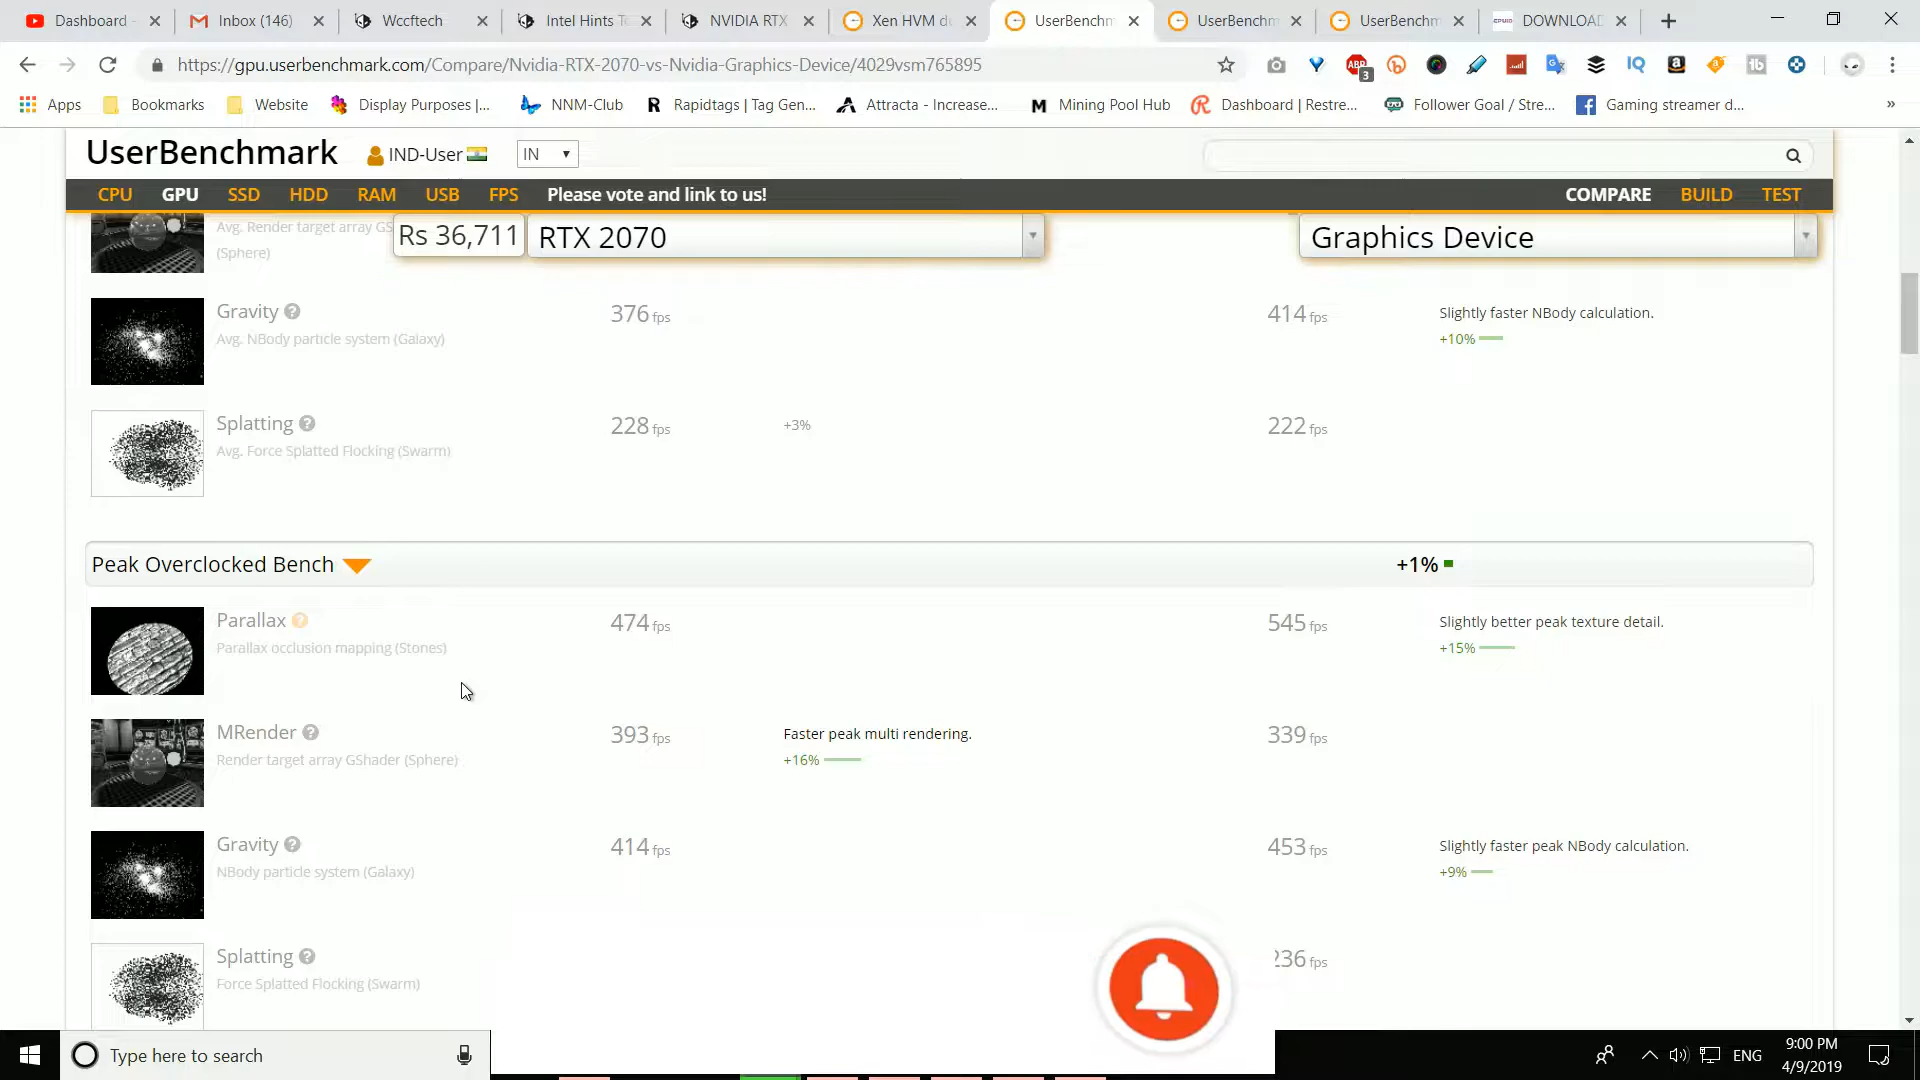 Dashboard -
Inbox (146)
Wccftech
Intel Hints T
NVIDIA RTX
Xen HVM d
UserBenchm
UserBenchm
UserBenchm
DOWNLOAD
https://gpu.userbenchmark.com/Compare/Nvidia-RTX-2070-vs-Nvidia-Graphics-Device/4029vsm765895
ABP
3
IQ
Apps
Bookmarks
Website
Display Purposes |...
NNM-Club
Rapidtags | Tag Gen...
Attracta - Increase...
Mining Pool Hub
Dashboard | Restre...
Follower Goal / Stre...
Gaming streamer d...
»
UserBenchmark
IND-User
IN
CPU
GPU
SSD
HDD
RAM
USB
FPS
Please vote and link to us!
COMPARE
BUILD
TEST
Avg. Render target array GS
(Sphere)
Rs 36,711
RTX 2070
Graphics Device
Gravity ?
Avg. NBody particle system (Galaxy)
376 fps
414 fps
Slightly faster NBody calculation.
+10%
Splatting ?
Avg. Force Splatted Flocking (Swarm)
228 fps
+3%
222 fps
Peak Overclocked Bench
+1%
Parallax ?
Parallax occlusion mapping (Stones)
474 fps
545 fps
Slightly better peak texture detail.
+15%
MRender ?
Render target array GShader (Sphere)
393 fps
Faster peak multi rendering.
+16%
339 fps
Gravity ?
NBody particle system (Galaxy)
414 fps
453 fps
Slightly faster peak NBody calculation.
+9%
Splatting ?
Force Splatted Flocking (Swarm)
236 fps
Type here to search
ENG
9:00 PM
4/9/2019